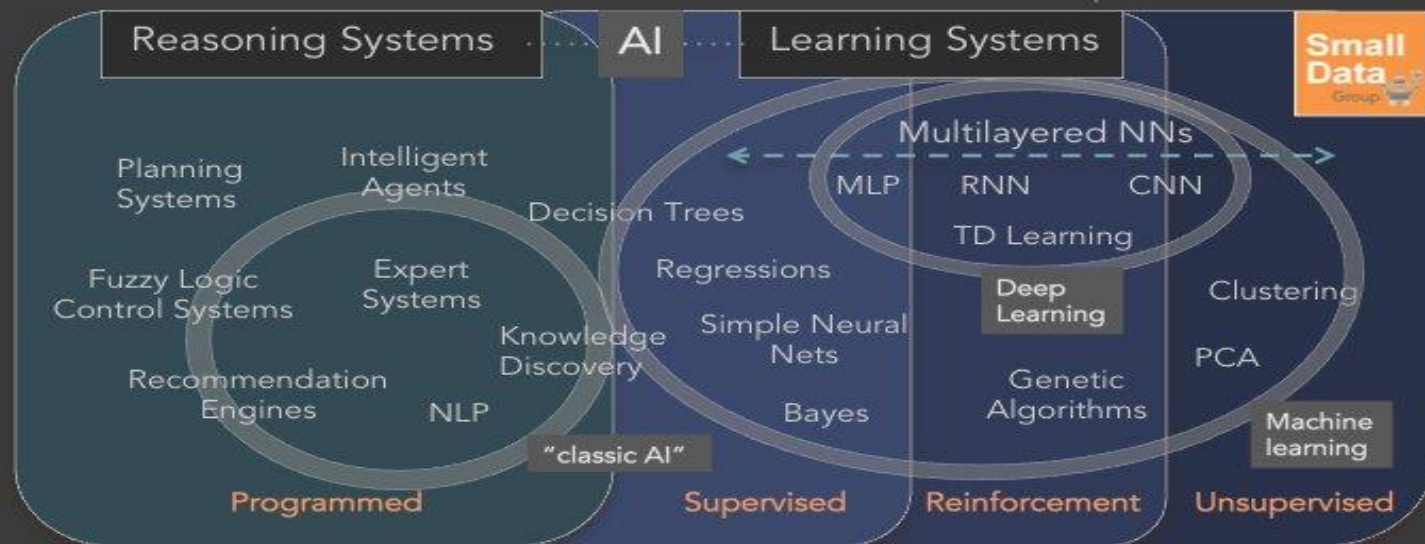 Reasoning Systems
AI
Learning Systems
Small
Data
Group
Multilayered NNs
Planning
Systems
Intelligent
Agents
MLP
RNN
CNN
Decision Trees
TD Learning
Fuzzy Logic
Control Systems
Expert
Systems
Regressions
Deep
Learning
Clustering
Knowledge
Discovery
Simple Neural
Nets
PCA
Recommendation
Engines
NLP
Bayes
Genetic
Algorithms
"classic AI"
Machine
learning
Programmed
Supervised
Reinforcement
Unsupervised